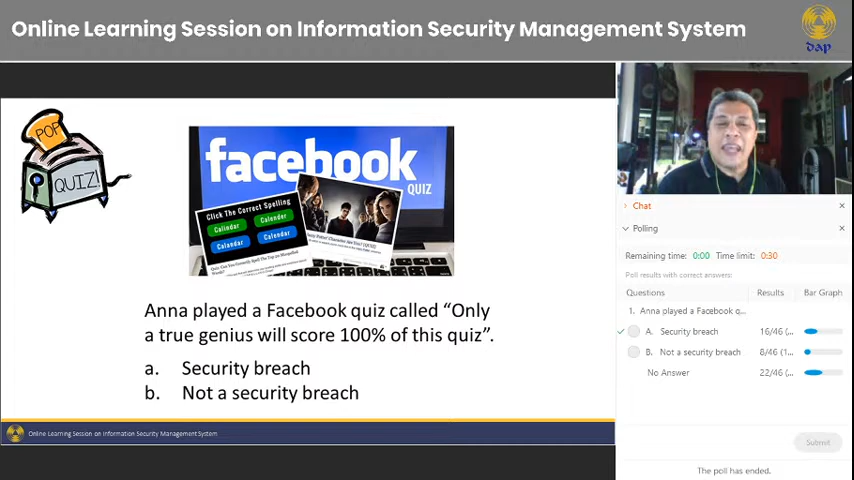 Online Learning Session on Information Security Management System
dap
POP
QUIZ!
facebook
QUIZ
Click The Correct Spelling
Calindar
Calender
Calandar
Calendar
Anna played a Facebook quiz called “Only
a true genius will score 100% of this quiz”.
a. Security breach
b. Not a security breach
Online Learning Session on Information Security Management System
Chat
Polling
Remaining time: 0:00 Time limit: 0:30
Poll results with correct answers:
Questions Results Bar Graph
1. Anna played a Facebook q...
A. Security breach 16/46 (...
B. Not a security breach 8/46 (1...
No Answer 22/46 (...
Submit
The poll has ended.